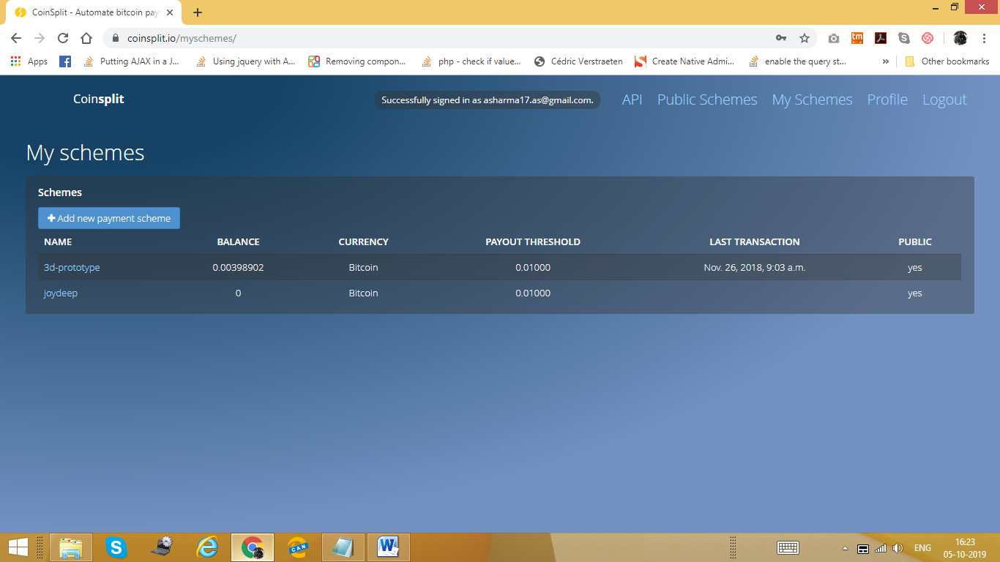 CoinSplit - Automate bitcoin pay
coinsplit.io/myschemes/
Apps Putting AJAX in a J... Using jquery with A... Removing compon... php - check if value... Cédric Verstraeten Create Native Admi... enable the query st... » Other bookmarks
Coinsplit Successfully signed in as asharma17.as@gmail.com. API Public Schemes My Schemes Profile Logout
My schemes
Schemes
Add new payment scheme
NAME BALANCE CURRENCY PAYOUT THRESHOLD LAST TRANSACTION PUBLIC
3d-prototype 0.00398902 Bitcoin 0.01000 Nov. 26, 2018, 9:03 a.m. yes
joydeep 0 Bitcoin 0.01000 yes
CAN ENG 16:23
05-10-2019